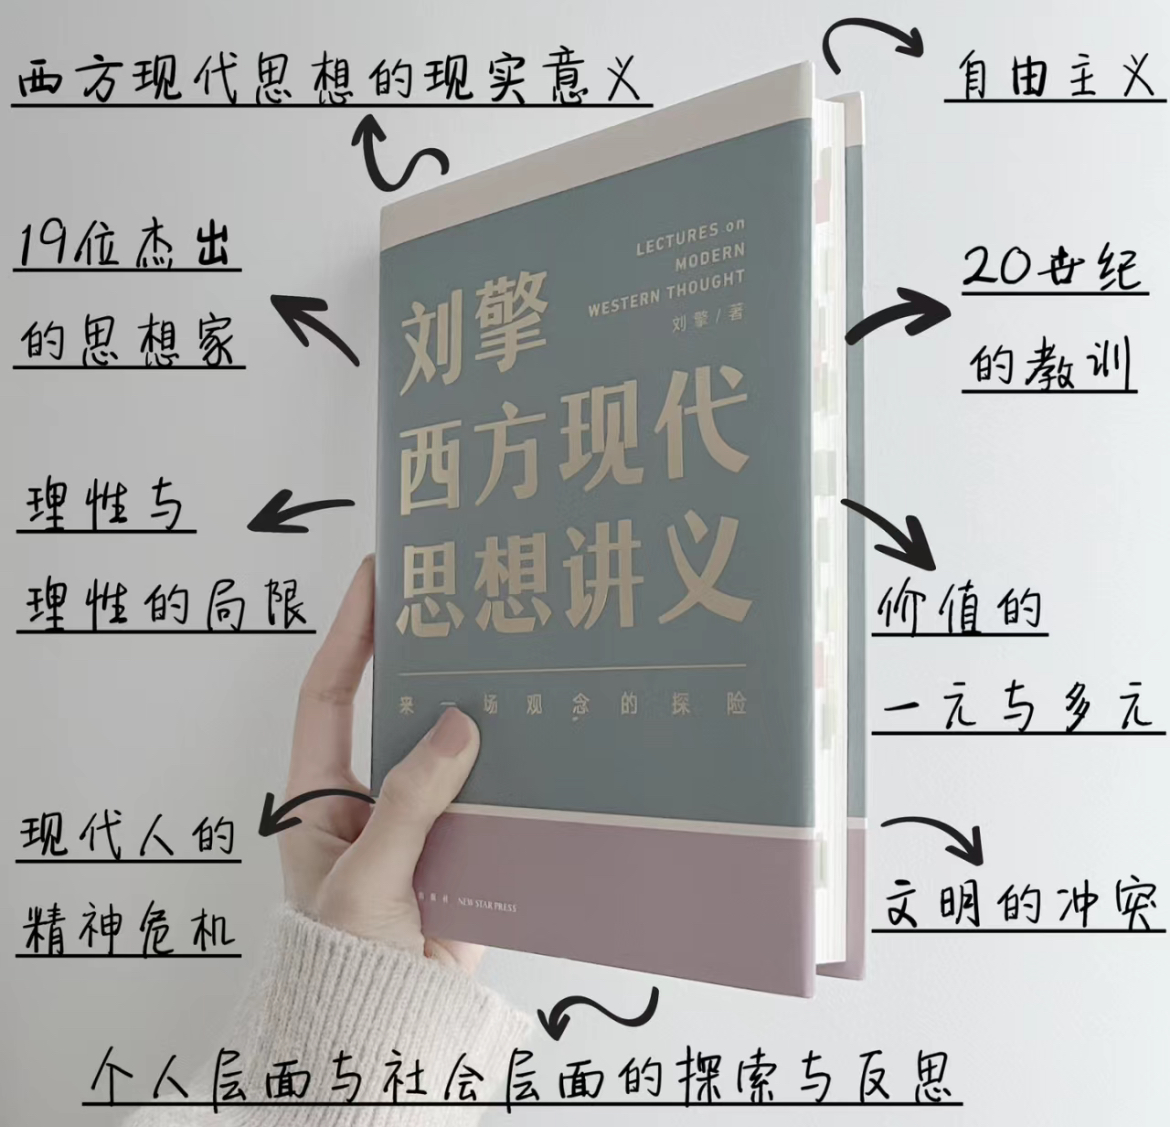 西方现代思想的现实意义
自由主义
19位杰出
的思想家
20世纪
的教训
理性与
理性的局限
价值的
一元与多元
现代人的
精神危机
文明的冲突
个人层面与社会层面的探索与反思
LECTURES on
MODERN
WESTERN THOUGHT
刘擎/著
刘擎
西方现代
思想讲义
来一场观念的探险
出版社 NEW STAR PRESS